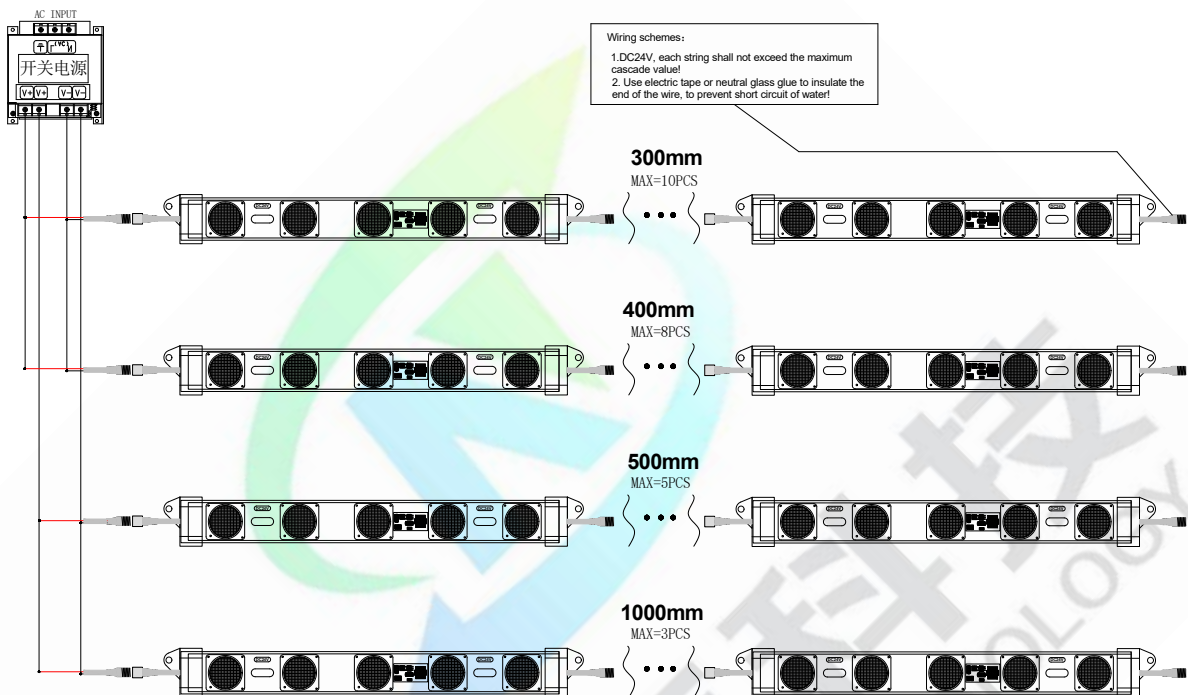 AC INPUT
开关电源
V+ V+ V- V-
Wiring schemes:
1.DC24V, each string shall not exceed the maximum
cascade value!
2. Use electric tape or neutral glass glue to insulate the
end of the wire, to prevent short circuit of water!
300mm
MAX=10PCS
400mm
MAX=8PCS
500mm
MAX=5PCS
1000mm
MAX=3PCS
科技